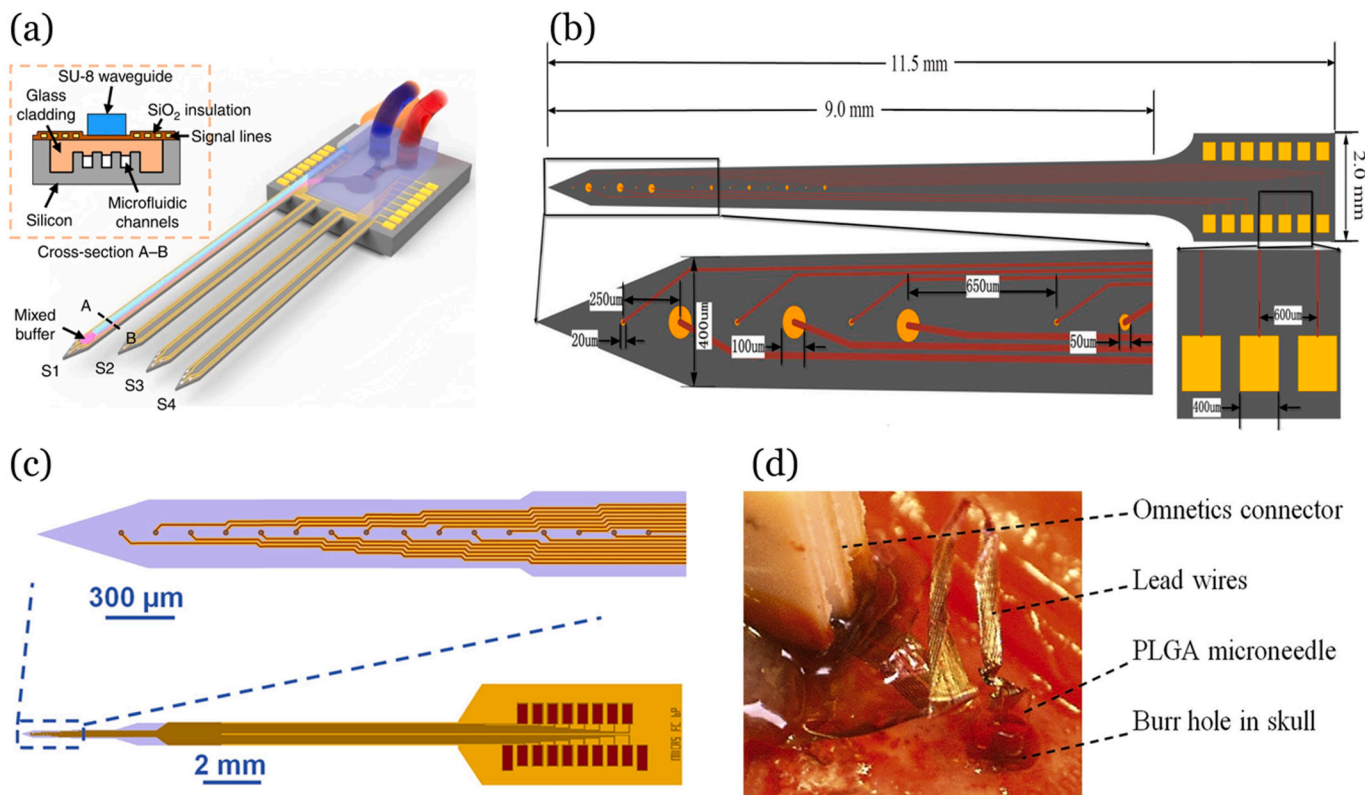 (a)
SU-8 waveguide
Glass
cladding
SiO2 insulation
Signal lines
Silicon
Microfluidic
channels
Cross-section A–B
Mixed
buffer
A
B
S1
S2
S3
S4
(b)
11.5 mm
9.0 mm
2.0 mm
250um
20um
400um
100um
650um
50um
600um
400um
(c)
300 µm
2 mm
(d)
Omnetics connector
Lead wires
PLGA microneedle
Burr hole in skull